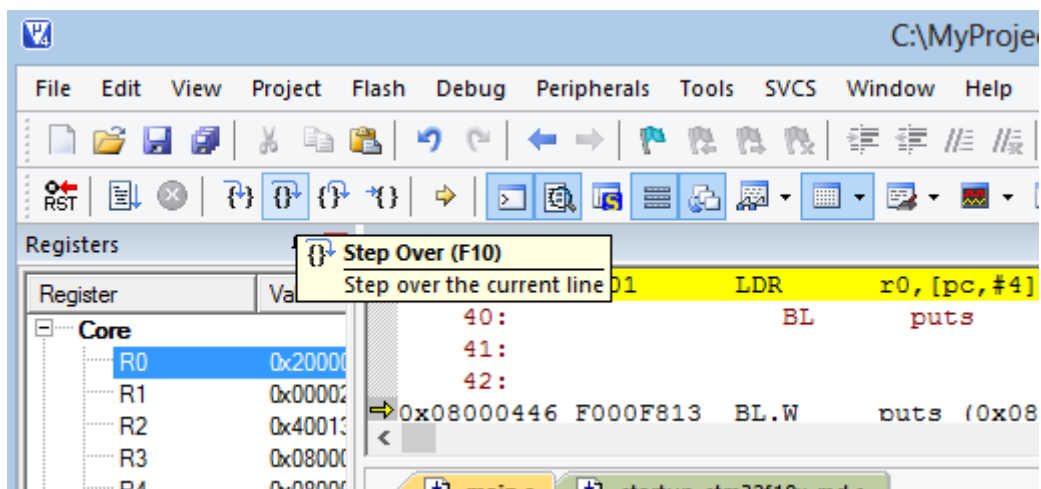 C:\MyProje
File Edit View Project Flash Debug Peripherals Tools SVCS Window Help
RST
Registers
Step Over (F10)
Step over the current line
01 LDR r0,[pc,#4]
Register Va
40: BL puts
Core
41:
R0 0x20000
42:
R1 0x00002
0x08000446 F000F813 BL.W puts (0x08
R2 0x40013
R3 0x08000